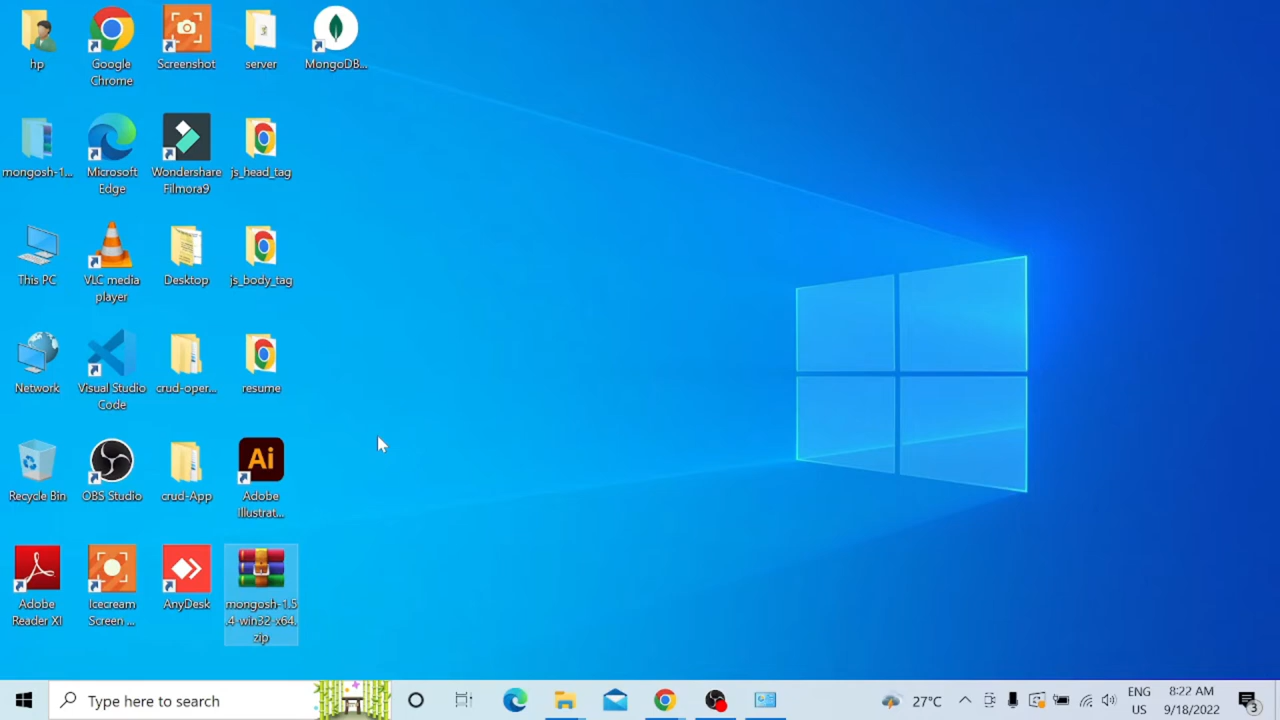 hp
Google
Chrome
Screenshot
server
MongoDB...
mongosh-1...
Microsoft
Edge
Wondershare
Filmora9
js_head_tag
This PC
VLC media
player
Desktop
js_body_tag
Network
Visual Studio
Code
crud-oper...
resume
Recycle Bin
OBS Studio
crud-App
Ai
Adobe
Illustrat...
Adobe
Reader XI
Icecream
Screen ...
AnyDesk
mongosh-1.5
.4-win32-x64.
zip
Type here to search
27°C
ENG
US
8:22 AM
9/18/2022
3